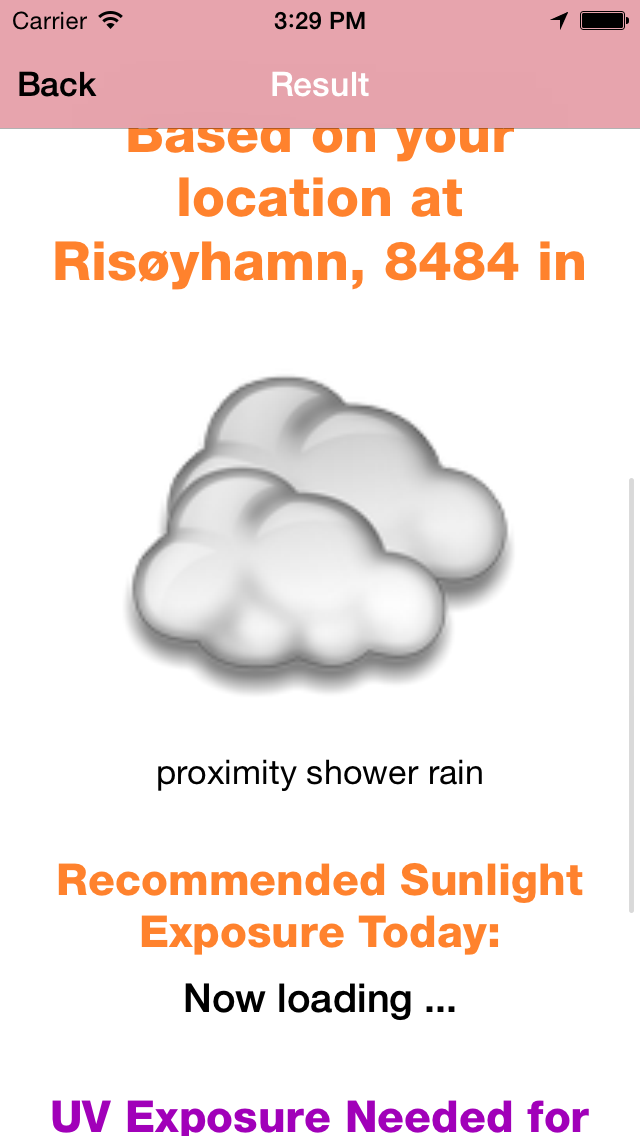 Carrier 3:29 PM
Back Result
Based on your
location at
Risøyhamn, 8484 in
proximity shower rain
Recommended Sunlight
Exposure Today:
Now loading ...
UV Exposure Needed for